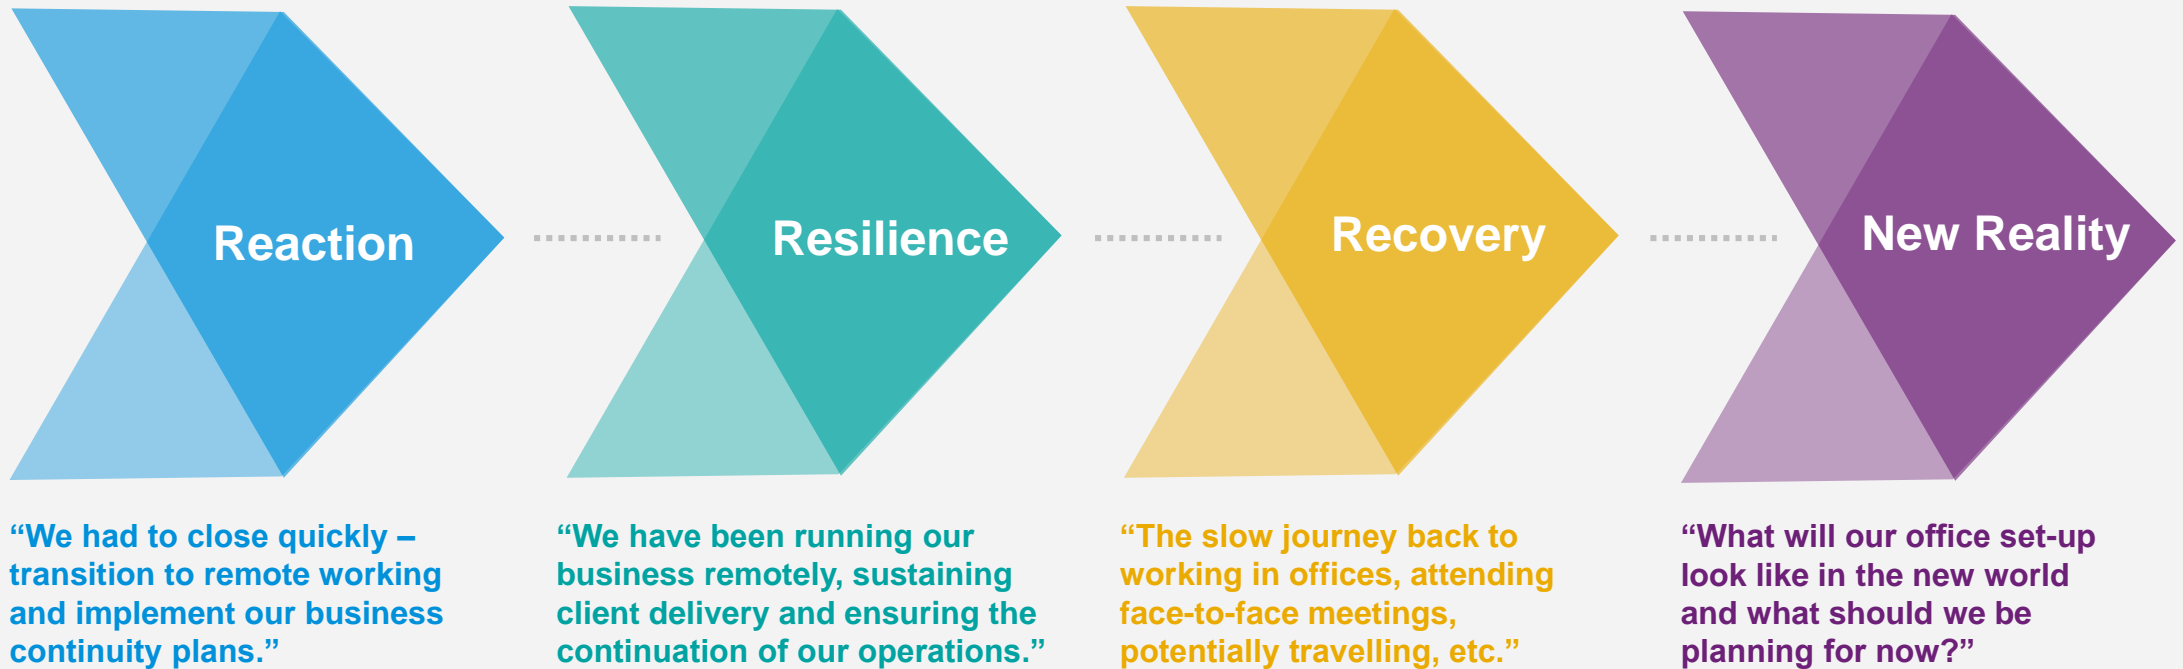 Reaction
Resilience
Recovery
New Reality
“We had to close quickly –
transition to remote working
and implement our business
continuity plans.”
“We have been running our
business remotely, sustaining
client delivery and ensuring the
continuation of our operations.”
“The slow journey back to
working in offices, attending
face-to-face meetings,
potentially travelling, etc.”
“What will our office set-up
look like in the new world
and what should we be
planning for now?”